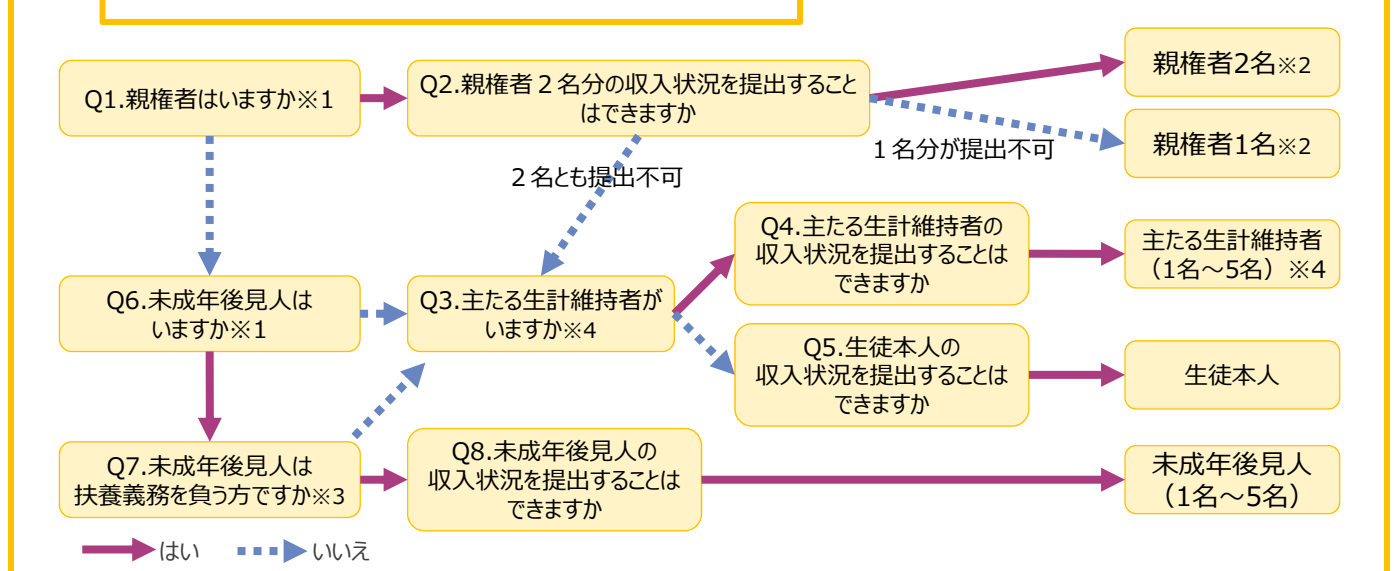 Q1.親権者はいますか※1
Q2.親権者２名分の収入状況を提出すること
はできますか
親権者2名※2
親権者1名※2
１名分が提出不可
２名とも提出不可
Q4.主たる生計維持者の
収入状況を提出することは
できますか
主たる生計維持者
（1名～5名）※4
Q6.未成年後見人は
いますか※1
Q3.主たる生計維持者が
いますか※4
Q5.生徒本人の
収入状況を提出することは
できますか
生徒本人
Q7.未成年後見人は
扶養義務を負う方ですか※3
Q8.未成年後見人の
収入状況を提出することは
できますか
未成年後見人
（1名～5名）
はい
いいえ